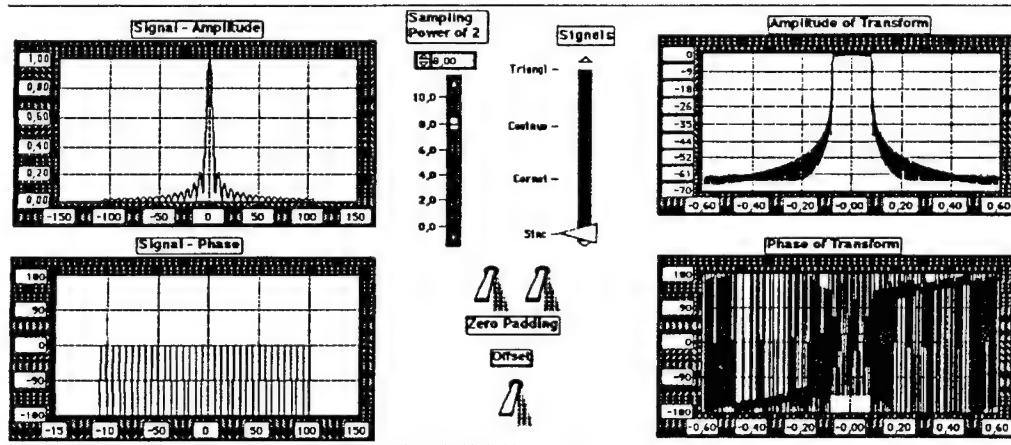 Signal - Amplitude
1,00
0,80
0,60
0,40
0,20
0,00
-150 -100 -50 0 50 100 150
Signal - Phase
180
90
0
-90
-180
-15 -10 -50 0 50 100 15
Sampling
Power of 2
8,00
10,0
8,0
6,0
4,0
2,0
0,0
Signals
Triangl
Contour
Cornet
Sinc
Zero Padding
Offset
Amplitude of Transform
0
-9
-18
-26
-35
-44
-52
-61
-70
-0,60 -0,40 -0,20 -0,00 0,20 0,40 0,60
Phase of Transform
180
90
0
-90
-180
-0,60 -0,40 -0,20 -0,00 0,20 0,40 0,60